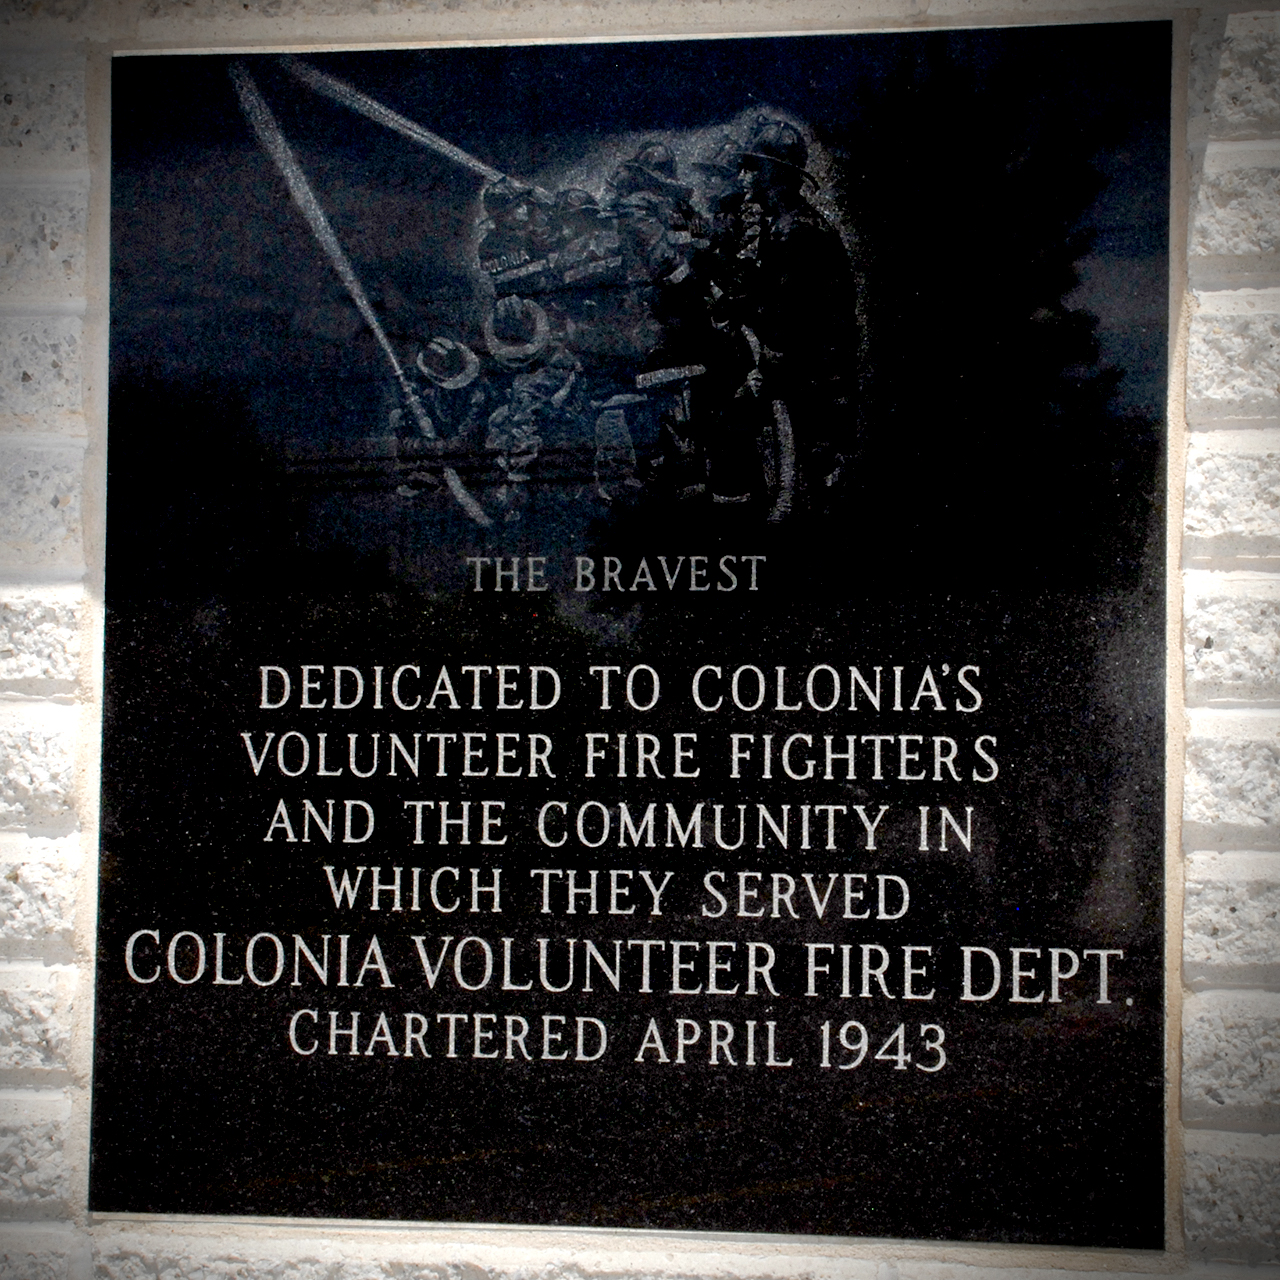 COLONIA
THE BRAVEST
DEDICATED TO COLONIA'S
VOLUNTEER FIRE FIGHTERS
AND THE COMMUNITY IN
WHICH THEY SERVED
COLONIA VOLUNTEER FIRE DEPT.
CHARTERED APRIL 1943